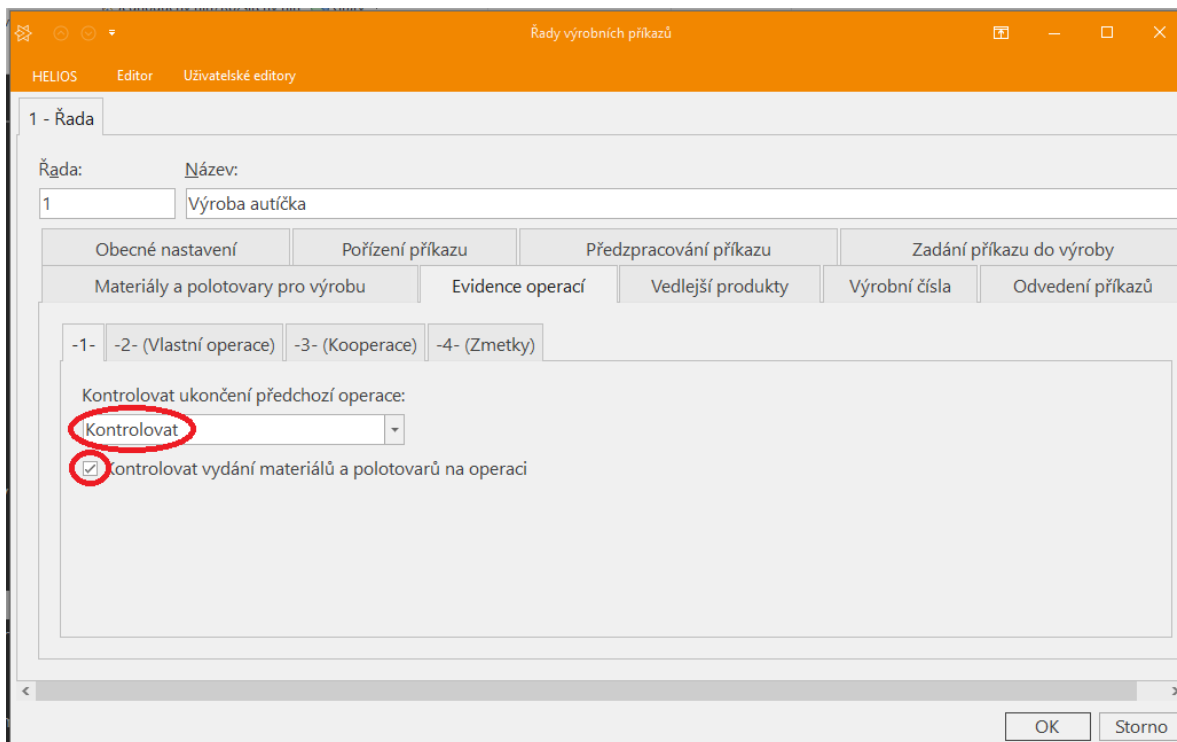 Řady výrobních příkazů
HELIOS Editor Uživatelské editory
1 - Řada
Řada: Název:
1 Výroba autíčka
Obecné nastavení Pořízení příkazu Předzpracování příkazu Zadání příkazu do výroby
Materiály a polotovary pro výrobu Evidence operací Vedlejší produkty Výrobní čísla Odvedení příkazů
-1- -2- (Vlastní operace) -3- (Kooperace) -4- (Zmetky)
Kontrolovat ukončení předchozí operace:
Kontrolovat
Kontrolovat vydání materiálů a polotovarů na operaci
OK Storno